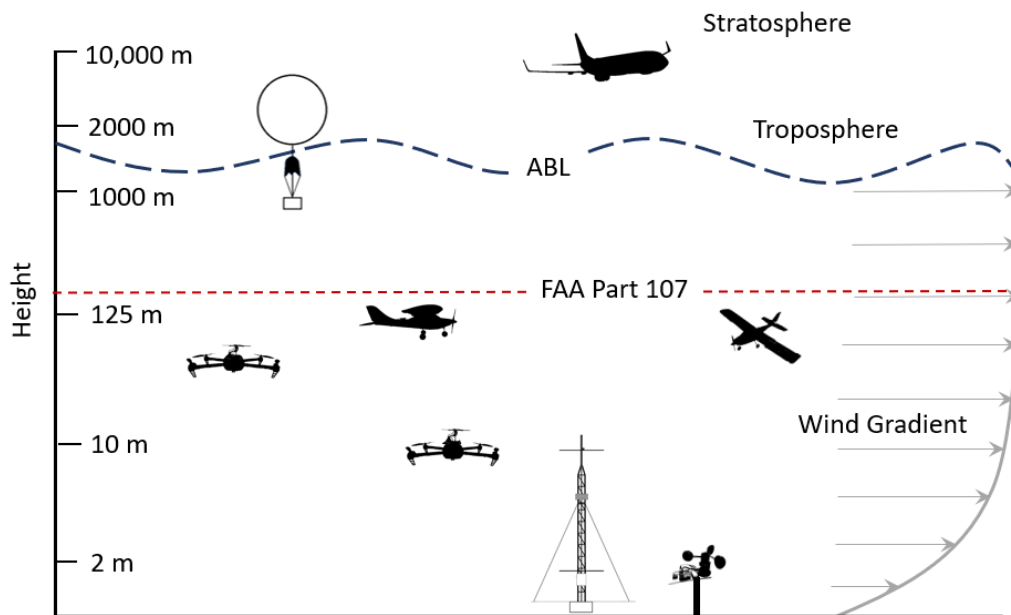 Stratosphere
10,000 m
2000 m
Troposphere
ABL
1000 m
FAA Part 107
125 m
Height
Wind Gradient
10 m
2 m